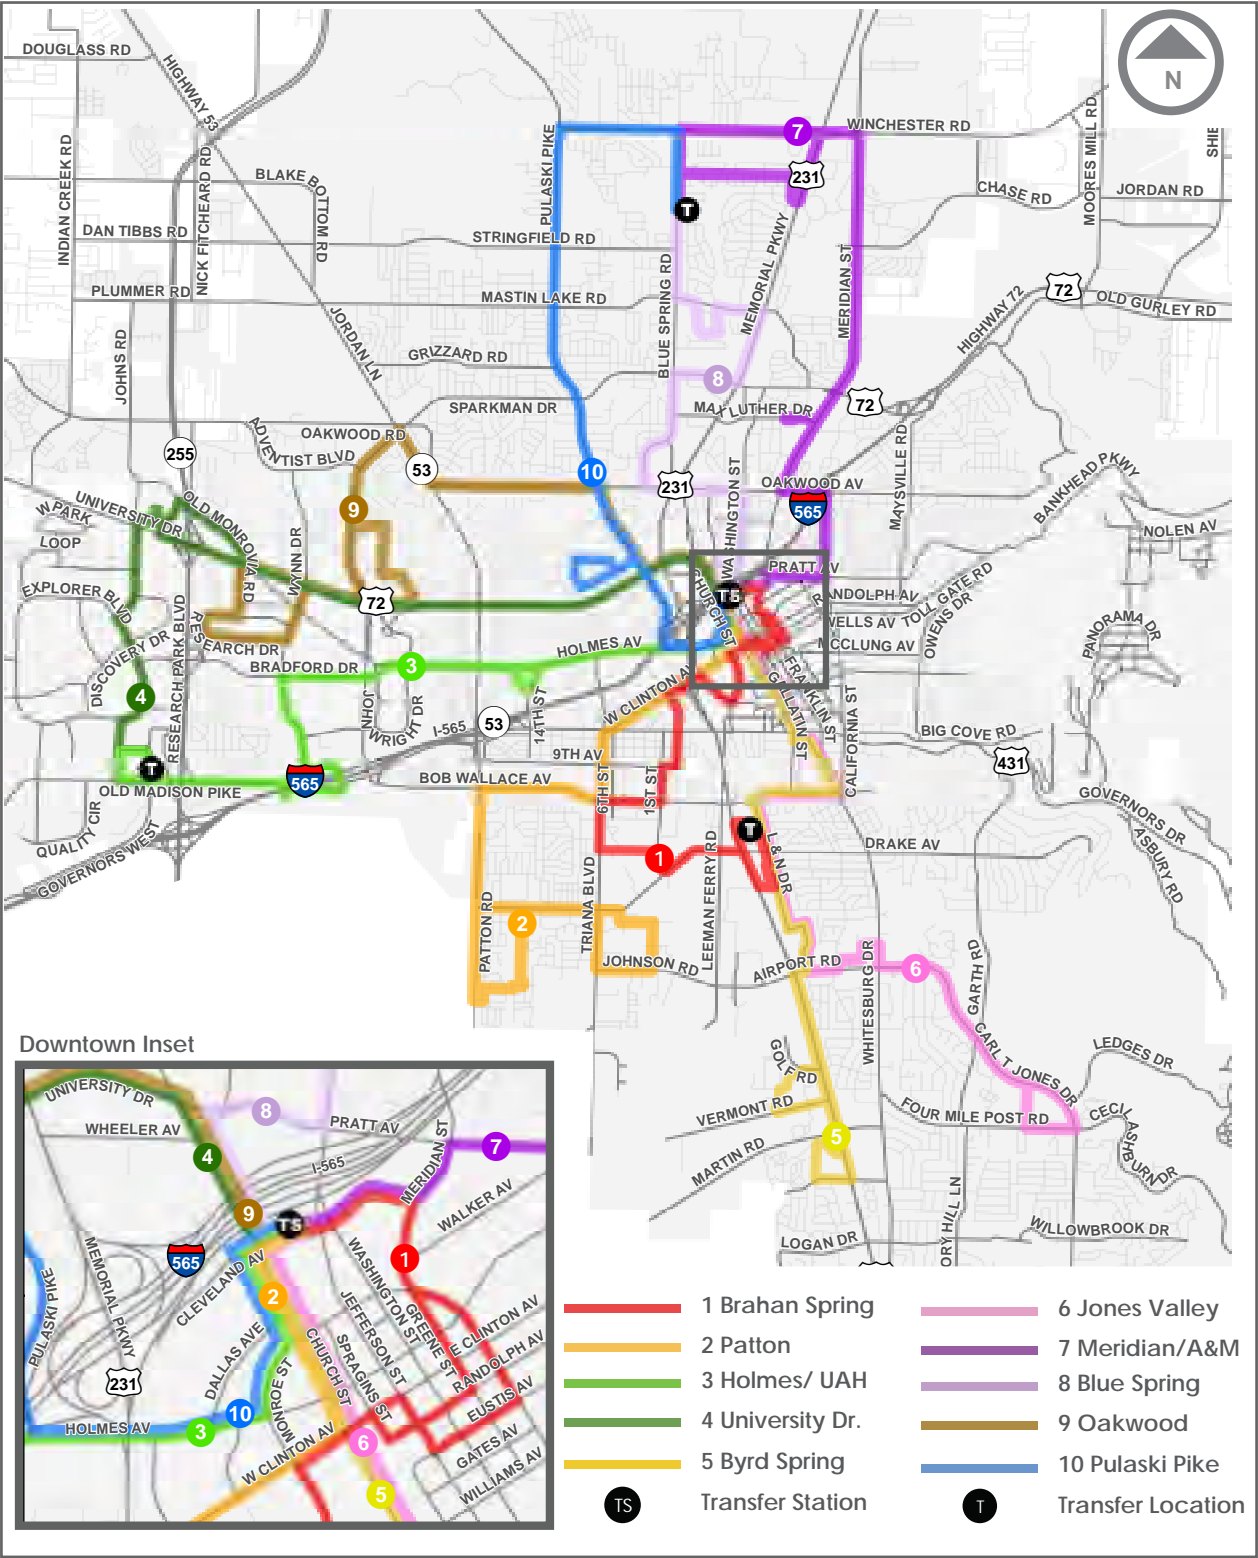 DOUGLASS RD
HIGHWAY 53
N
WINCHESTER RD
7
231
PULASKI PIKE
MOORES MILL RD
SHIE
INDIAN CREEK RD
NICK FITCHEARD RD
BLAKE BOTTOM RD
CHASE RD
JORDAN RD
T
DAN TIBBS RD
STRINGFIELD RD
BLUE SPRING RD
MEMORIAL PKWY
MERIDIAN ST
PLUMMER RD
MASTIN LAKE RD
72
OLD GURLEY RD
HIGHWAY 72
JOHNS RD
JORDAN LN
GRIZZARD RD
8
SPARKMAN DR
MAX LUTHER DR
72
ADVENTIST BLVD
OAKWOOD RD
255
53
10
231
WASHINGTON ST
OAKWOOD AV
MAYSVILLE RD
BANKHEAD PKWY
565
9
UNIVERSITY DR
OLD MONROVIA RD
W PARK
LOOP
WYNN DR
NOLEN AV
PRATT AV
EXPLORER BLVD
72
CHURCH ST
TS
RANDOLPH AV
TOLL GATE RD
WELLS AV
OWENS DR
PANORAMA DR
DISCOVERY DR
RESEARCH PARK BLVD
RESEARCH DR
HOLMES AV
MCCLUNG AV
BRADFORD DR
3
4
JOHN WRIGHT DR
W CLINTON AV
FRANKLIN ST
GALLATIN ST
CALIFORNIA ST
14TH ST
53
I-565
BIG COVE RD
431
T
565
9TH AV
BOB WALLACE AV
6TH ST
1ST ST
OLD MADISON PIKE
QUALITY CIR
GOVERNORS WEST
GOVERNORS DR
ASBURY RD
T
DRAKE AV
1
L & N DR
LEEMAN FERRY RD
TRIANA BLVD
PATTON RD
2
JOHNSON RD
AIRPORT RD
WHITESBURG DR
6
GARTH RD
CARL T JONES DR
LEDGES DR
GOLF RD
VERMONT RD
FOUR MILE POST RD
CECIL ASHBURN DR
MARTIN RD
5
ORY HILL LN
WILLOWBROOK DR
LOGAN DR
Downtown Inset
UNIVERSITY DR
8
WHEELER AV
PRATT AV
MERIDIAN ST
7
4
I-565
9
TS
WALKER AV
565
CLEVELAND AV
1
MEMORIAL PKWY
PULASKI PIKE
2
WASHINGTON ST
JEFFERSON ST
GREENE ST
E CLINTON AV
RANDOLPH AV
CHURCH ST
SPRAGINS ST
DALLAS AVE
MONROE ST
231
EUSTIS AV
10
HOLMES AV
3
W CLINTON AV
6
GATES AV
WILLIAMS AV
5
1 Brahan Spring
2 Patton
3 Holmes/ UAH
4 University Dr.
5 Byrd Spring
TS Transfer Station
6 Jones Valley
7 Meridian/A&M
8 Blue Spring
9 Oakwood
10 Pulaski Pike
T Transfer Location